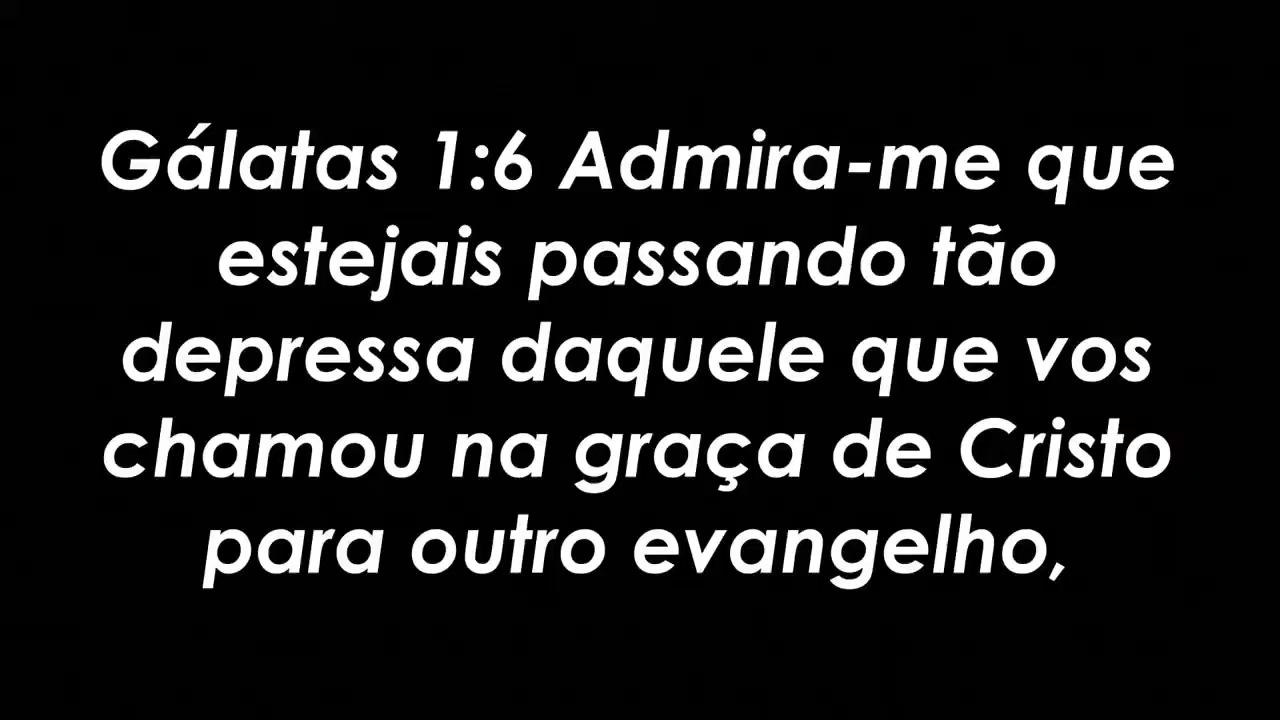 Gálatas 1:6 Admira-me que
estejais passando tão
depressa daquele que vos
chamou na graça de Cristo
para outro evangelho,